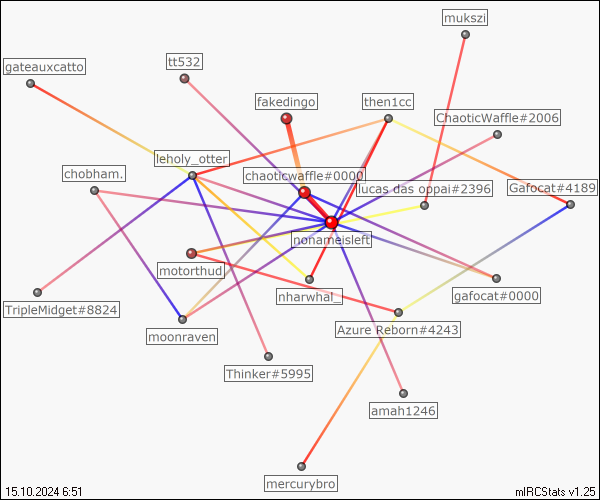 mukszi
tt532
gateauxcatto
fakedingo
then1cc
ChaoticWaffle#2006
leholy_otter
chobham.
chaoticwaffle#0000
lucas das oppai#2396
Gafocat#4189
nonameisleft
motorthud
nharwhal_
gafocat#0000
TripleMidget#8824
moonraven
Azure Reborn#4243
Thinker#5995
amah1246
mercurybro
15.10.2024 6:51
mIRCStats v1.25